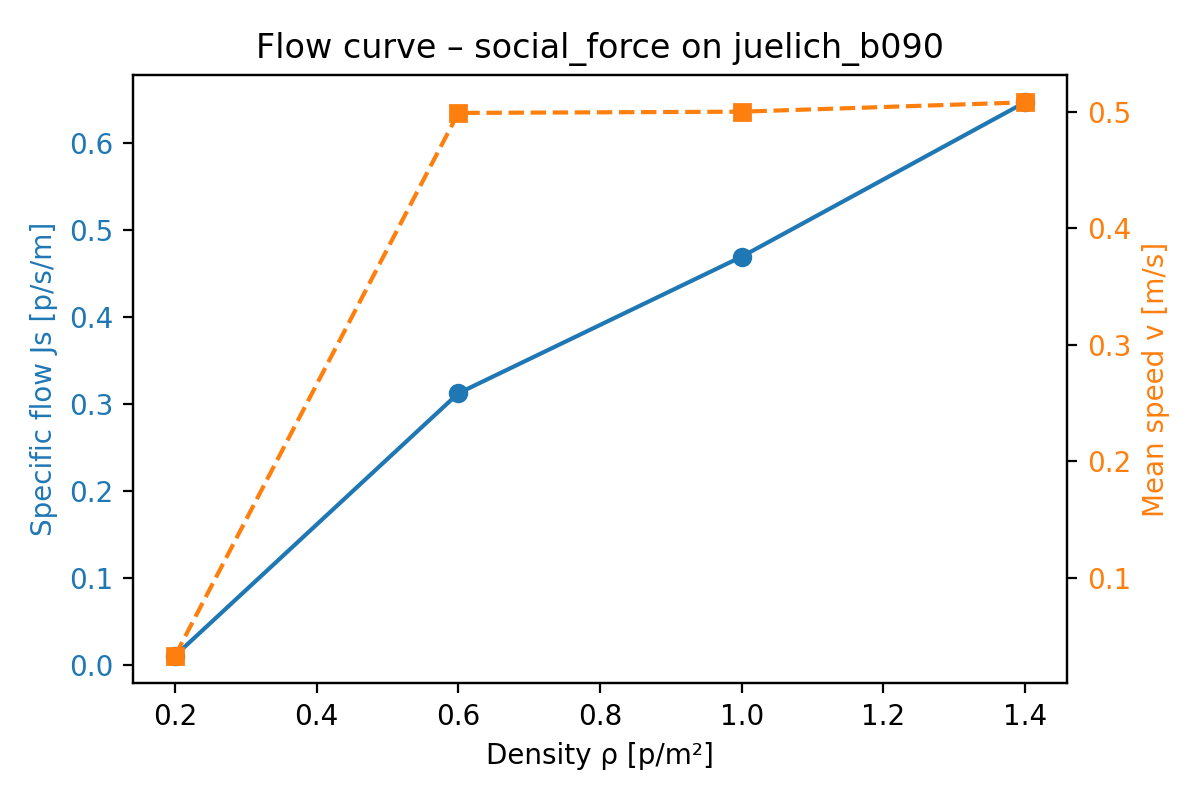 Flow curve – social_force on juelich_b090
Specific flow Js [p/s/m]
0.6
0.5
0.4
0.3
0.2
0.1
0.0
0.5
0.4
0.3
0.2
0.1
Mean speed v [m/s]
0.2 0.4 0.6 0.8 1.0 1.2 1.4
Density ρ [p/m²]